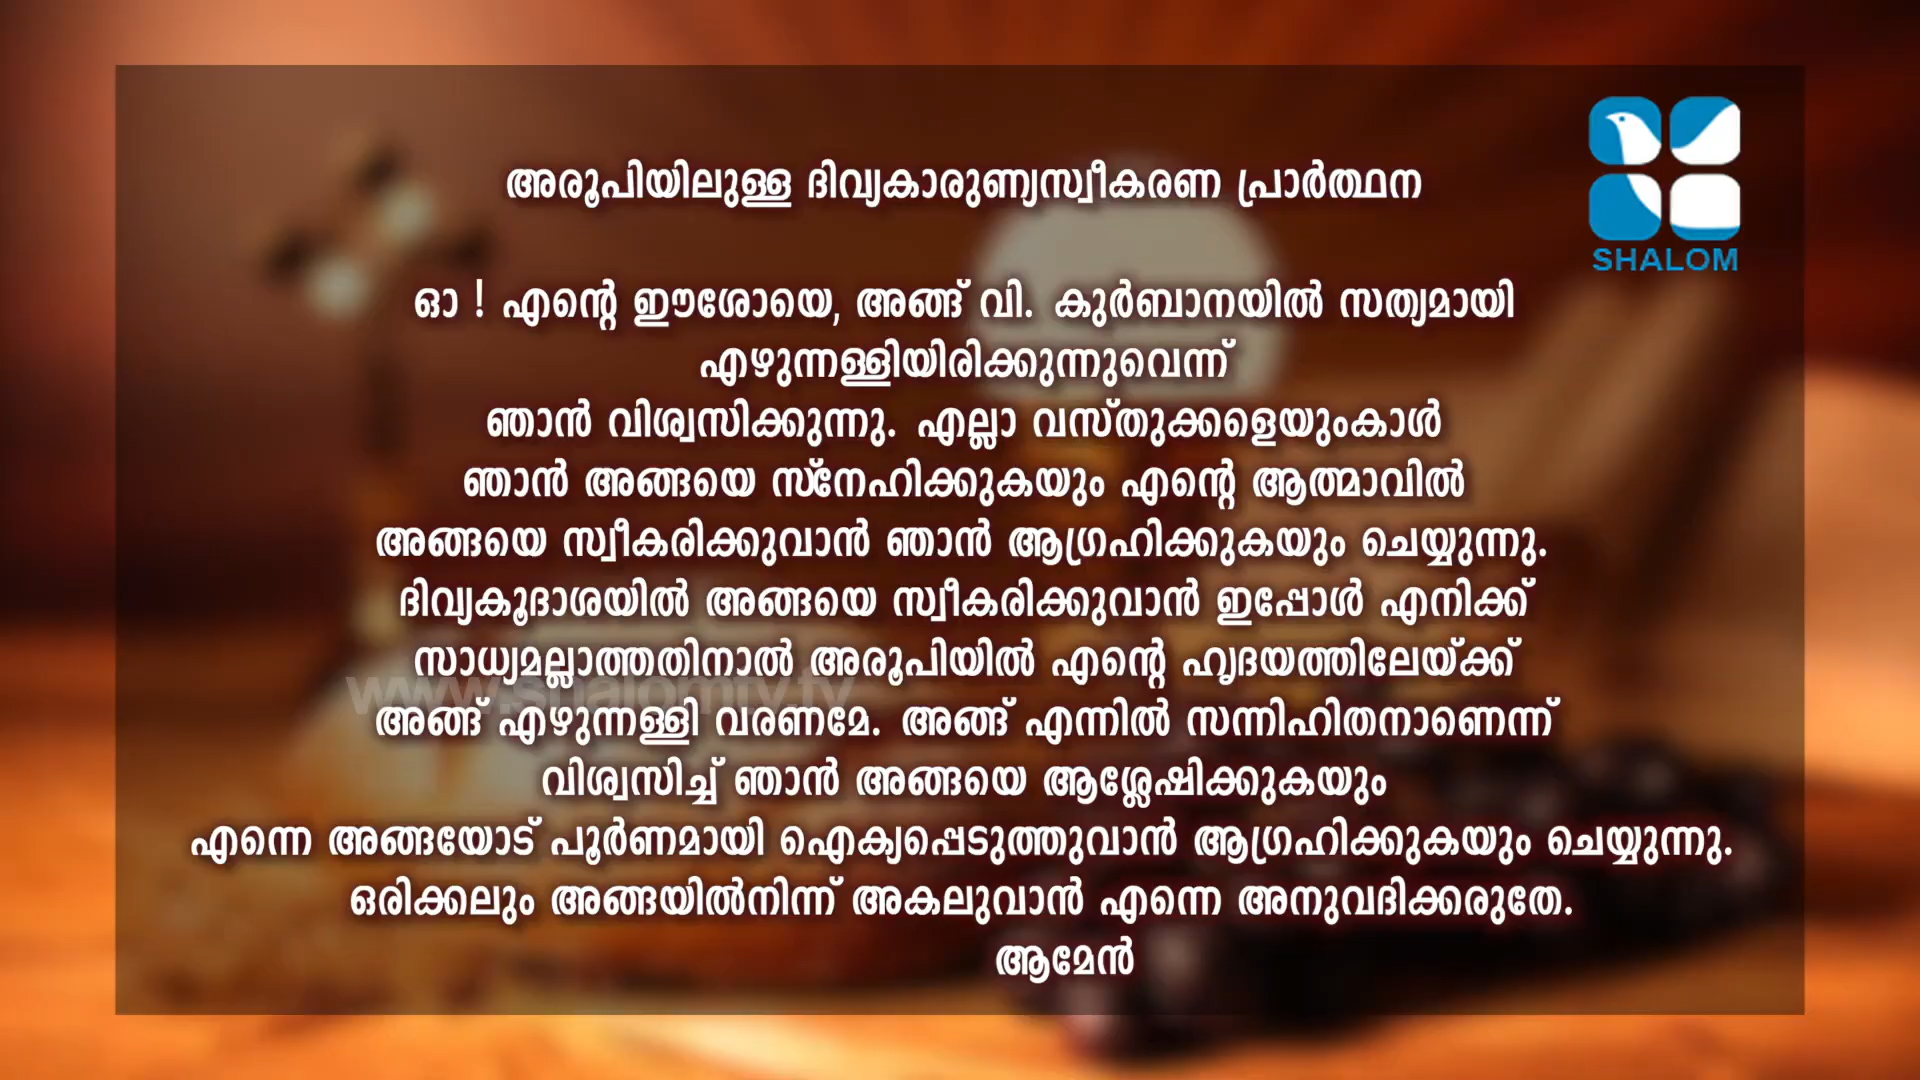 SHALOM
അരൂപിയിലുള്ള ദിവ്യകാരുണ്യസ്വീകരണ പ്രാർത്ഥന
ഓ ! എന്റെ ഈശോയെ, അങ്ങ് വി. കുർബാനയിൽ സത്യമായി
എഴുന്നള്ളിയിരിക്കുന്നുവെന്ന്
ഞാൻ വിശ്വസിക്കുന്നു. എല്ലാ വസ്തുക്കളെയുംകാൾ
ഞാൻ അങ്ങയെ സ്നേഹിക്കുകയും എന്റെ ആത്മാവിൽ
അങ്ങയെ സ്വീകരിക്കുവാൻ ഞാൻ ആഗ്രഹിക്കുകയും ചെയ്യുന്നു.
ദിവ്യകൂദാശയിൽ അങ്ങയെ സ്വീകരിക്കുവാൻ ഇപ്പോൾ എനിക്ക്
സാധ്യമല്ലാത്തതിനാൽ അരൂപിയിൽ എന്റെ ഹൃദയത്തിലേയ്ക്ക്
www.shalomtv.tv
അങ്ങ് എഴുന്നള്ളി വരണമേ. അങ്ങ് എന്നിൽ സന്നിഹിതനാണെന്ന്
വിശ്വസിച്ച് ഞാൻ അങ്ങയെ ആശ്ലേഷിക്കുകയും
എന്നെ അങ്ങയോട് പൂർണമായി ഐക്യപ്പെടുത്തുവാൻ ആഗ്രഹിക്കുകയും ചെയ്യുന്നു.
ഒരിക്കലും അങ്ങയിൽനിന്ന് അകലുവാൻ എന്നെ അനുവദിക്കരുതേ.
ആമേൻ